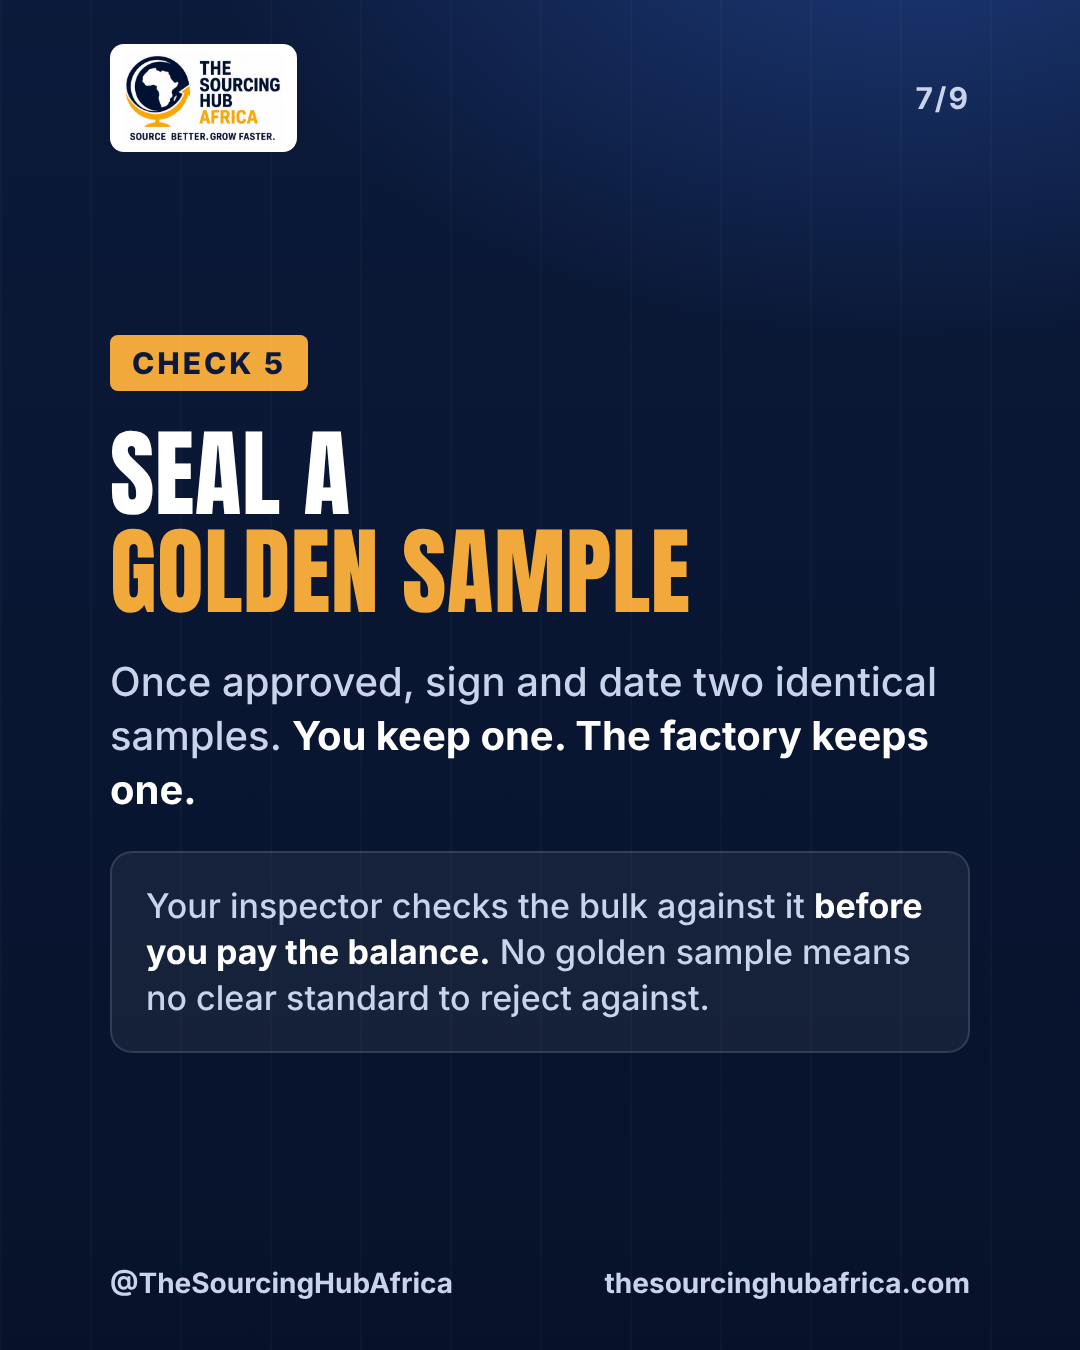 THE
SOURCING
HUB
AFRICA
SOURCE BETTER. GROW FASTER.
7/9
CHECK 5
SEAL A
GOLDEN SAMPLE
Once approved, sign and date two identical
samples. You keep one. The factory keeps
one.
Your inspector checks the bulk against it before
you pay the balance. No golden sample means
no clear standard to reject against.
@TheSourcingHubAfrica
thesourcinghubafrica.com